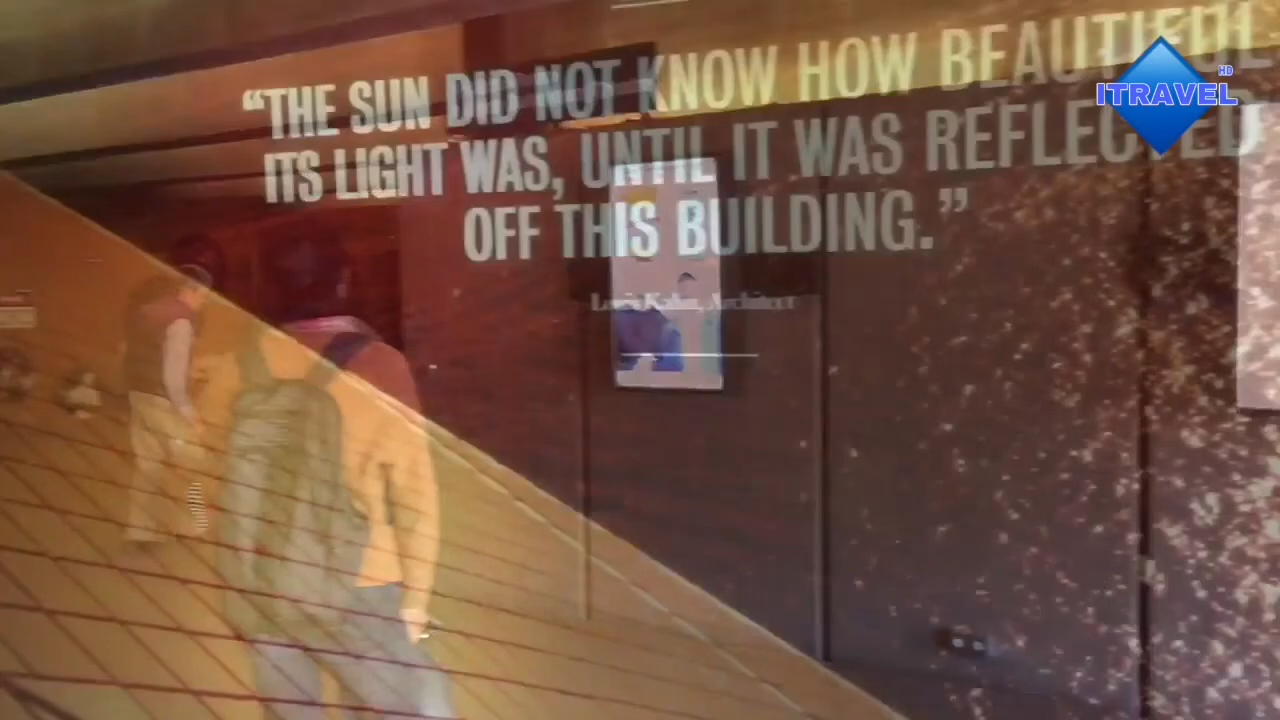 “THE SUN DID NOT KNOW HOW BEAUTIFUL
ITS LIGHT WAS, UNTIL IT WAS REFLECTED
OFF THIS BUILDING.”
Louis Kahn, Architect
ITRAVEL HD